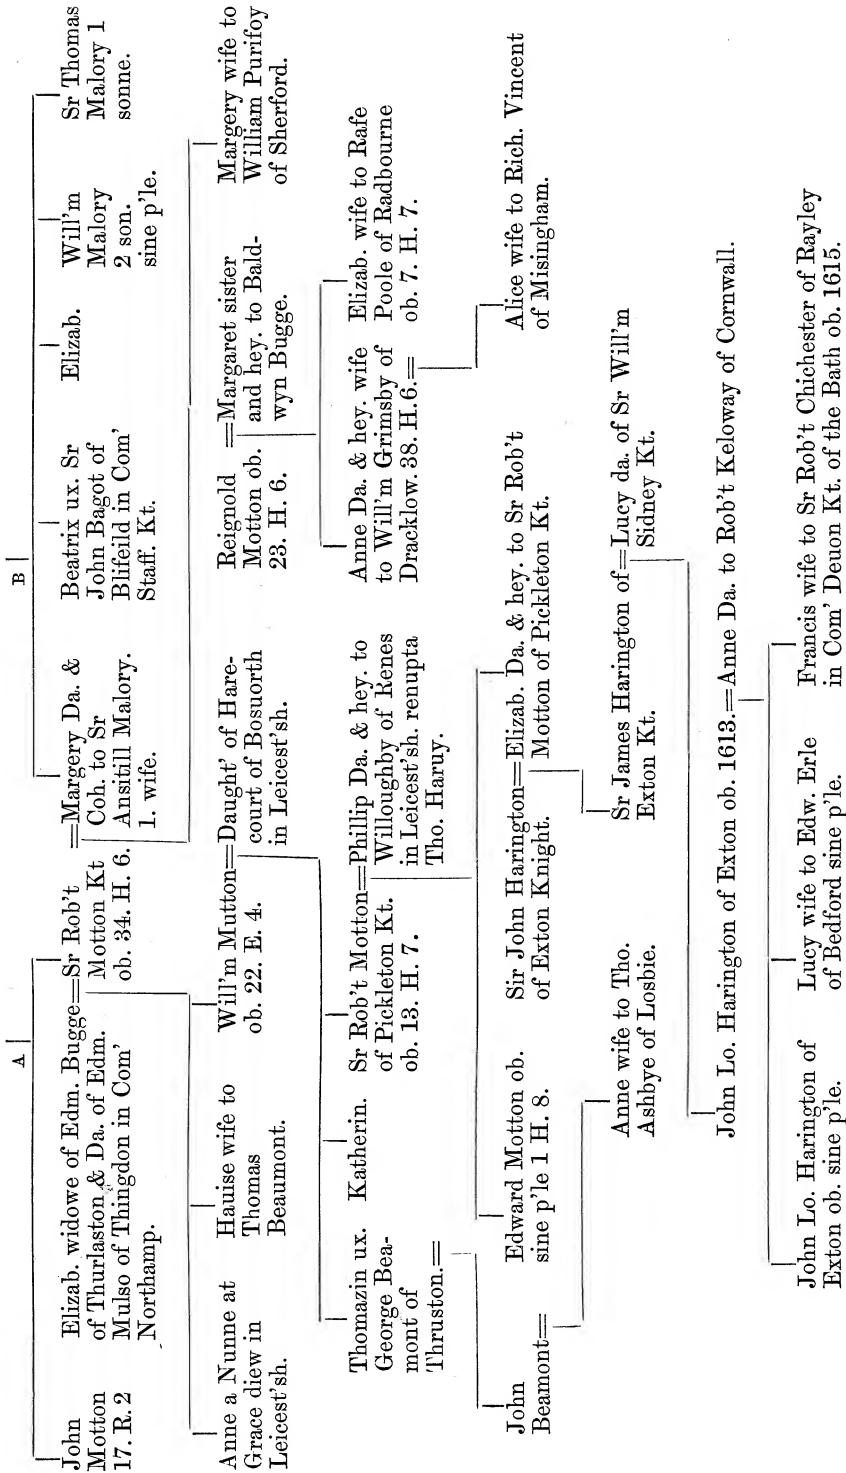 A
B
John
Motton
17. R. 2
Elizab. widowe of Edm. Bugge=Sr Rob't
of Thurlaston & Da. of Edm.
Mulso of Thingdon in Com'
Northamp.
Motton Kt
ob. 34. H. 6.
=Margery Da. &
Coh. to Sr
Ansitill Malory.
1. wife.
Beatrix ux. Sr
John Bagot of
Blifeild in Com'
Staff. Kt.
Elizab.
Will'm
Malory
2 son.
sine p'le.
Sr Thomas
Malory 1
sonne.
Anne a Nunne at
Grace diew in
Leicest'sh.
Hauise wife to
Thomas
Beaumont.
Will'm Mutton=Daught' of Hare-
ob. 22. E. 4.
court of Bosuorth
in Leicest'sh.
Reignold
Motton ob.
23. H. 6.
=Margaret sister
and hey. to Bald-
wyn Bugge.
Margery wife to
William Purifoy
of Sherford.
Thomazin ux.
George Bea-
mont of
Thruston.=
Katherin.
Sr Rob't Motton=Phillip Da. & hey. to
of Pickleton Kt.
ob. 13. H. 7.
Willoughby of Renes
in Leicest'sh. renupta
Tho. Haruy.
Anne Da. & hey. wife
to Will'm Grimsby of
Dracklow. 38. H.6.=
Elizab. wife to Rafe
Poole of Radbourne
ob. 7. H. 7.
John
Beamont=
Edward Motton ob.
sine p'le 1 H. 8.
Sir John Harington=Elizab. Da. & hey. to Sr Rob't
of Exton Knight.
Motton of Pickleton Kt.
Alice wife to Rich. Vincent
of Misingham.
Anne wife to Tho.
Ashbye of Losbie.
Sr James Harington of=Lucy da. of Sr Will'm
Exton Kt.
Sidney Kt.
John Lo. Harington of Exton ob. 1613.=Anne Da. to Rob't Keloway of Cornwall.
John Lo. Harington of
Exton ob. sine p'le.
Lucy wife to Edw. Erle
of Bedford sine p'le.
Francis wife to Sr Rob't Chichester of Rayley
in Com' Deuon Kt. of the Bath ob. 1615.